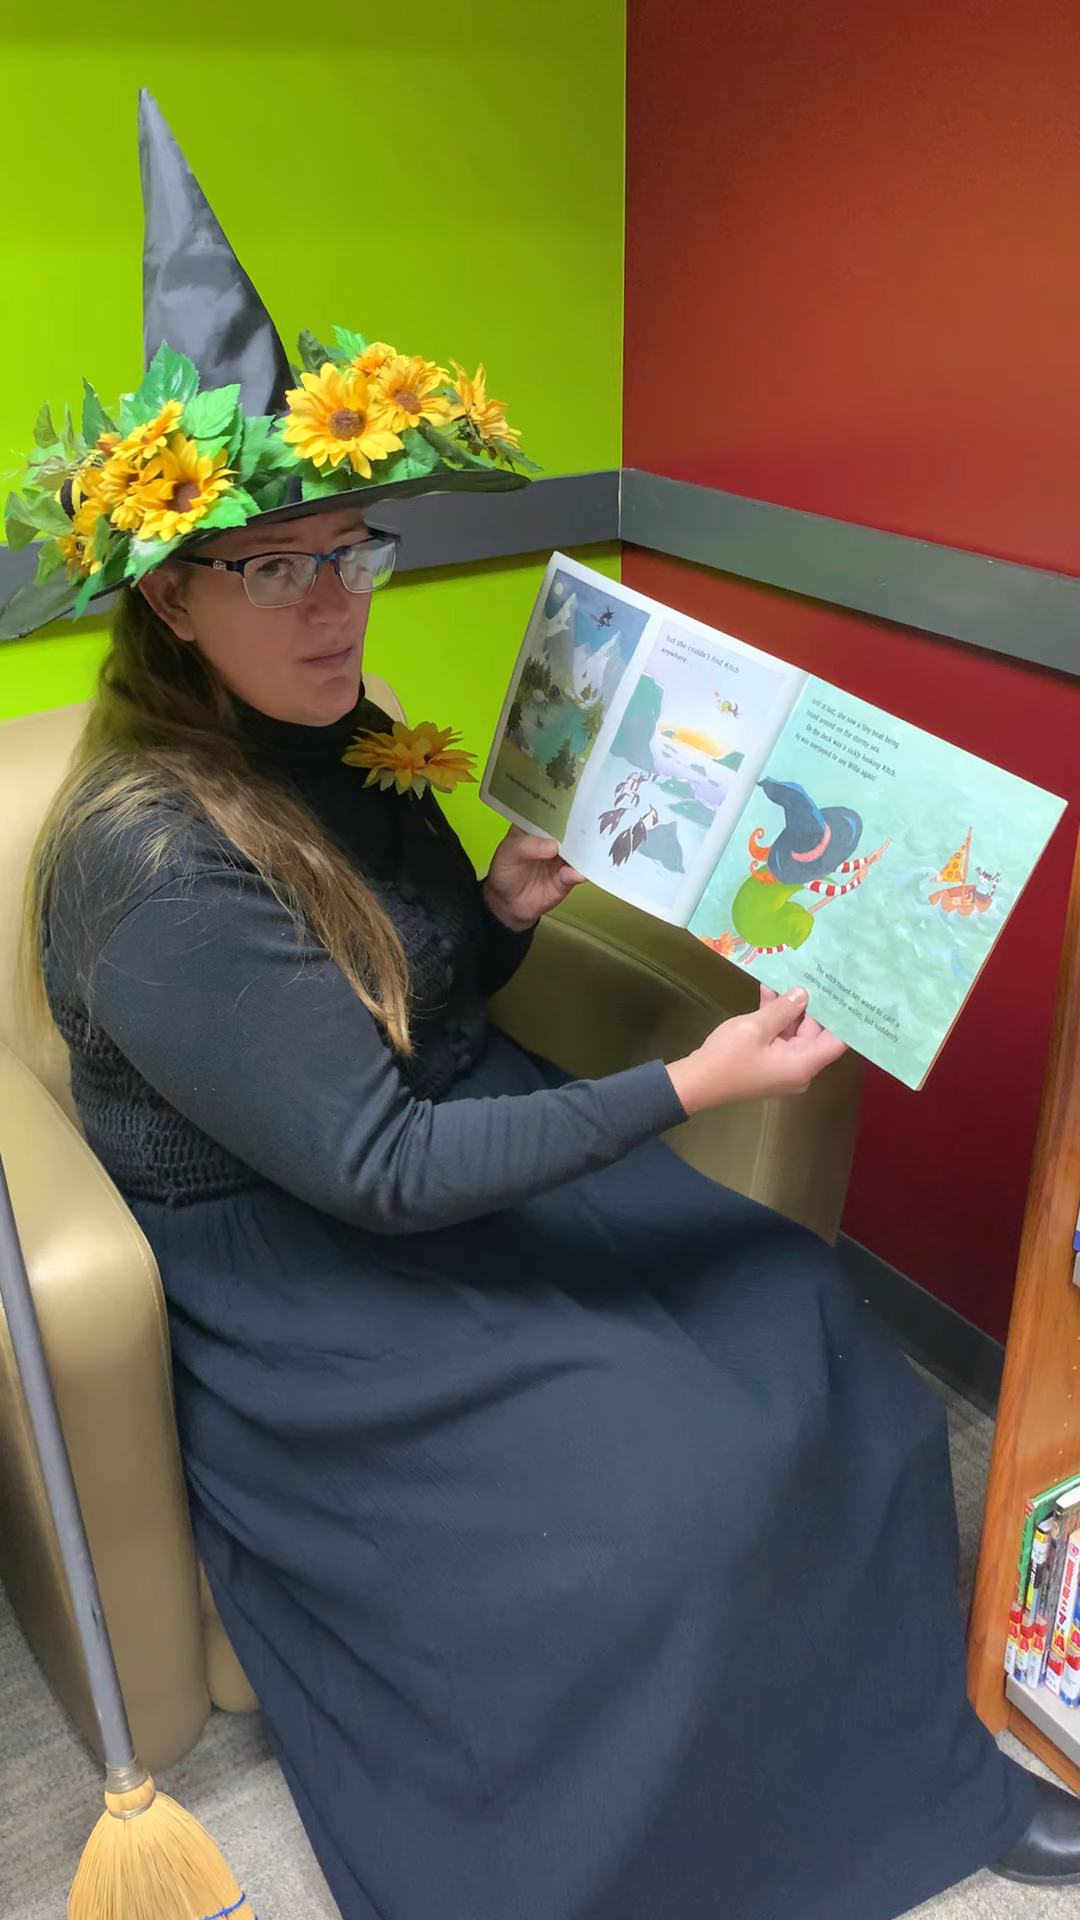 but she couldn't find Kitch
anywhere
until at last, she saw a tiny boat being
tossed around on the stormy sea.
On the deck was a sickly looking Kitch.
He was overjoyed to see Willa again!
The witch raised her wand to cast a
calming spell on the water, but suddenly